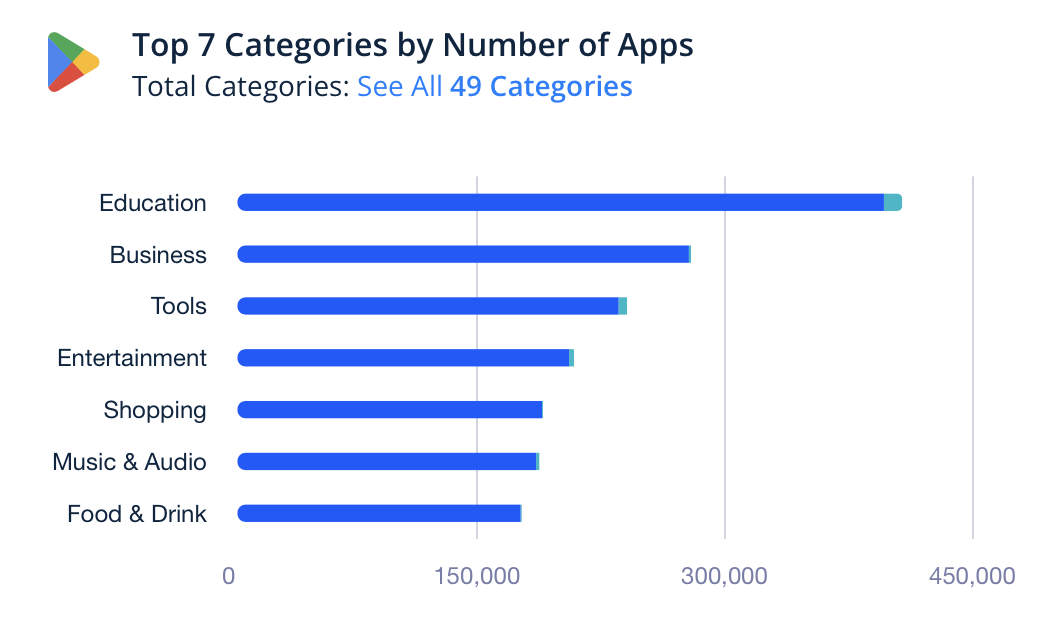 Top 7 Categories by Number of Apps
Total Categories: See All 49 Categories
Education
Business
Tools
Entertainment
Shopping
Music & Audio
Food & Drink
0 150,000 300,000 450,000